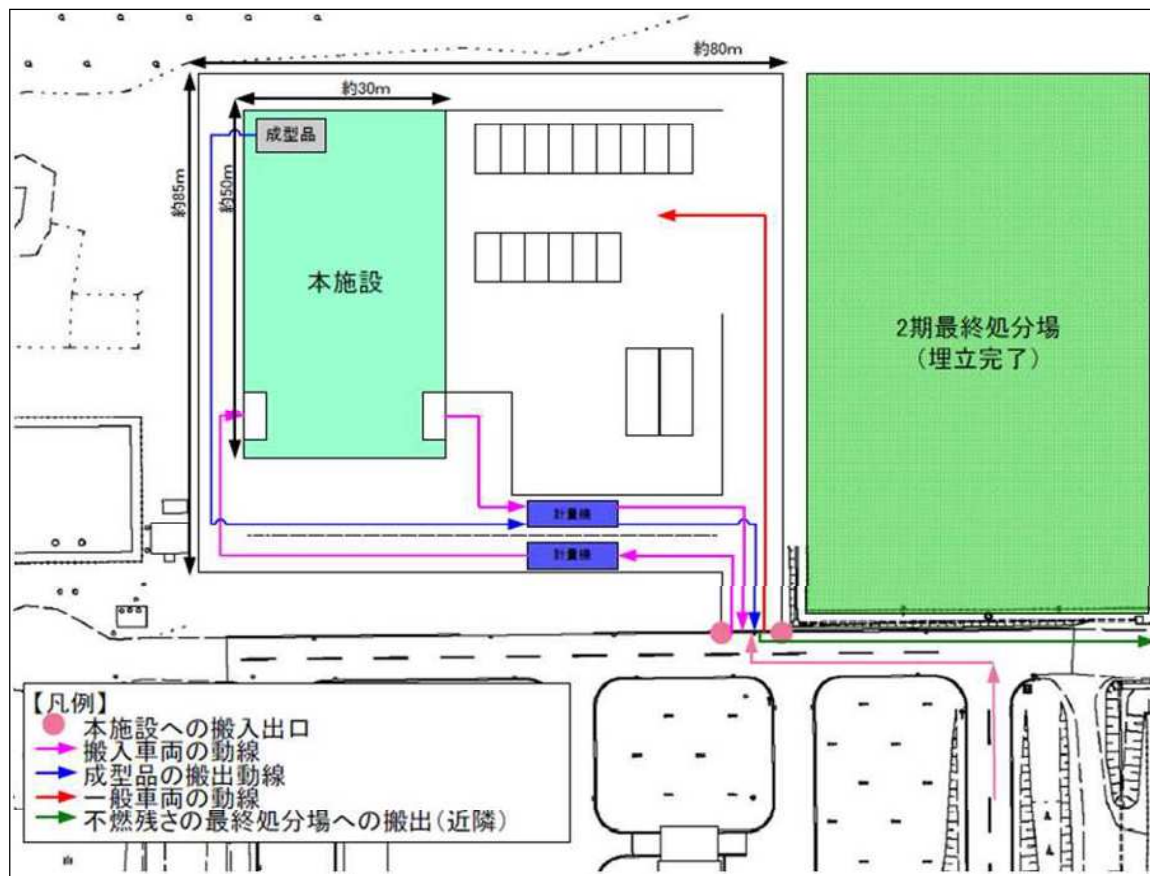 約80m
約30m
成型品
約85m
約50m
本施設
2期最終処分場
(埋立完了)
計量機
計量機
【凡例】
本施設への搬入出口
搬入車両の動線
成型品の搬出動線
一般車両の動線
不燃残さの最終処分場への搬出(近隣)